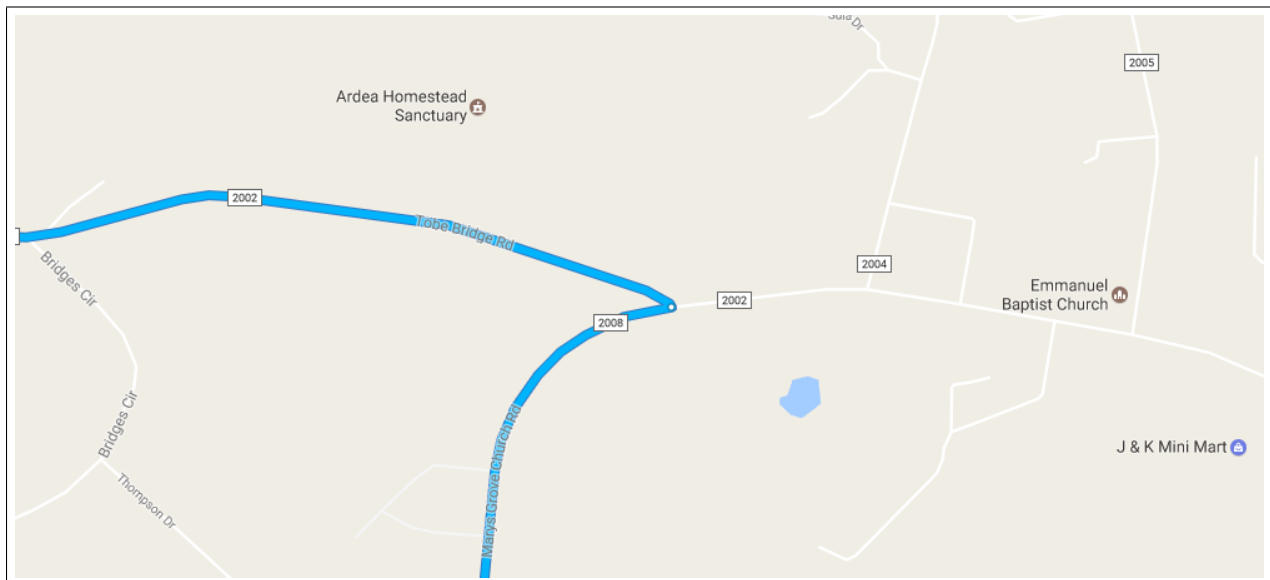 Sula Dr
2005
Ardea Homestead
Sanctuary
2002
Tobe Bridge Rd
Bridges Cir
2004
2002
Emmanuel
Baptist Church
2008
Bridges Cir
Marys Grove Church Rd
J & K Mini Mart
Thompson Dr